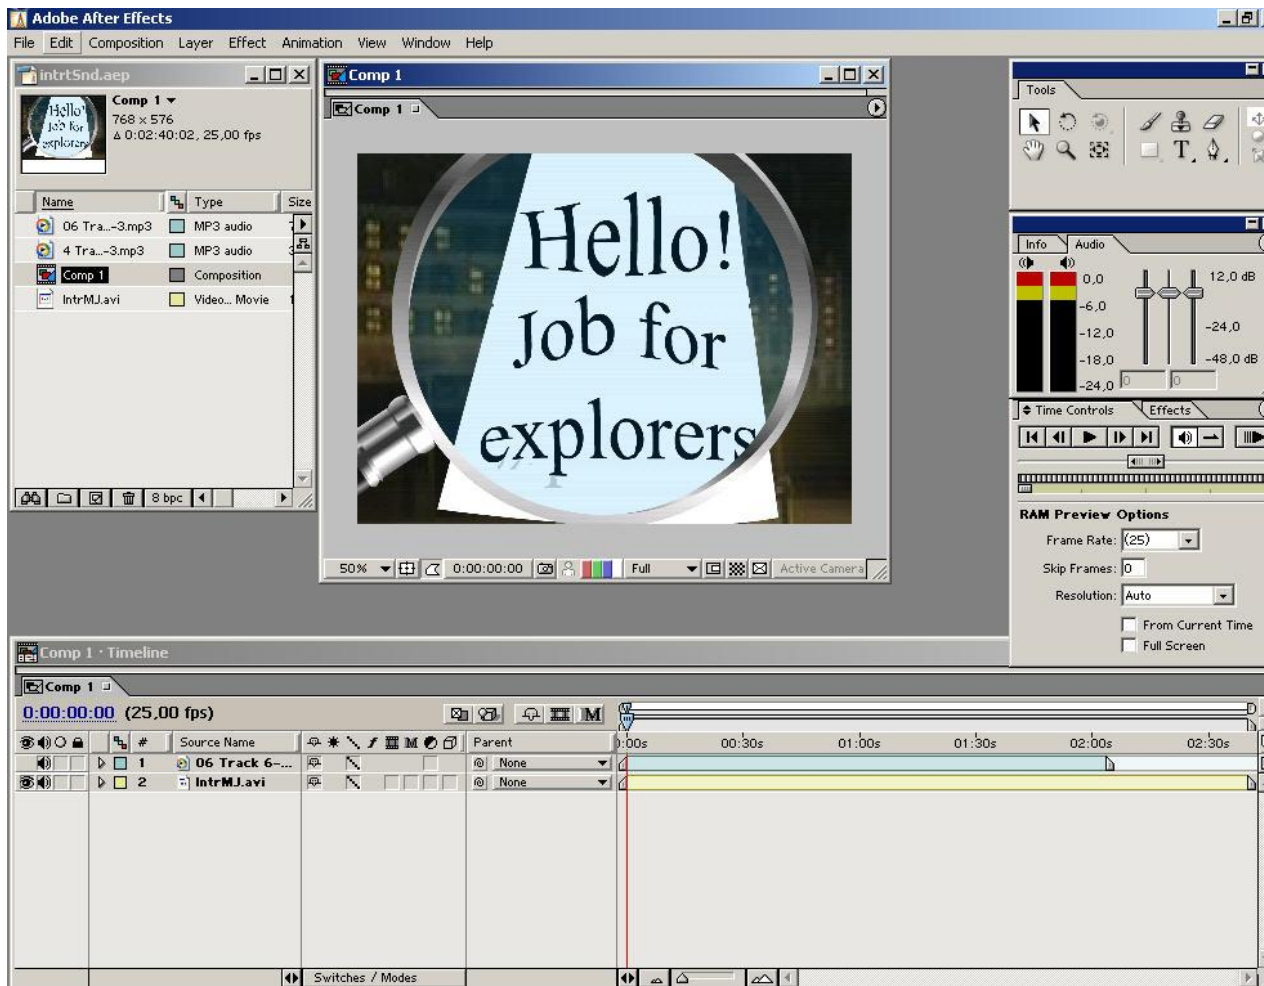 Adobe After Effects
File Edit Composition Layer Effect Animation View Window Help
intrtSnd.aep
Hello!
Job for
explorers
Comp 1
768 x 576
Δ 0:02:40:02, 25,00 fps
Name Type Size
06 Tra...-3.mp3 MP3 audio
4 Tra...-3.mp3 MP3 audio
Comp 1 Composition
IntrMJ.avi Video... Movie
8 bpc
Comp 1
Comp 1
Hello!
Job for
explorers
50% 0:00:00:00 Full Active Camera
Tools
T
Info Audio
0,0
-6,0
-12,0
-18,0
-24,0
12,0 dB
-24,0
-48,0 dB
0 0
Time Controls Effects
RAM Preview Options
Frame Rate: (25)
Skip Frames: 0
Resolution: Auto
From Current Time
Full Screen
Comp 1 · Timeline
Comp 1
0:00:00:00 (25,00 fps) M
# Source Name M Parent ):00s 00:30s 01:00s 01:30s 02:00s 02:30s
1 06 Track 6-... None
2 IntrMJ.avi None
Switches / Modes